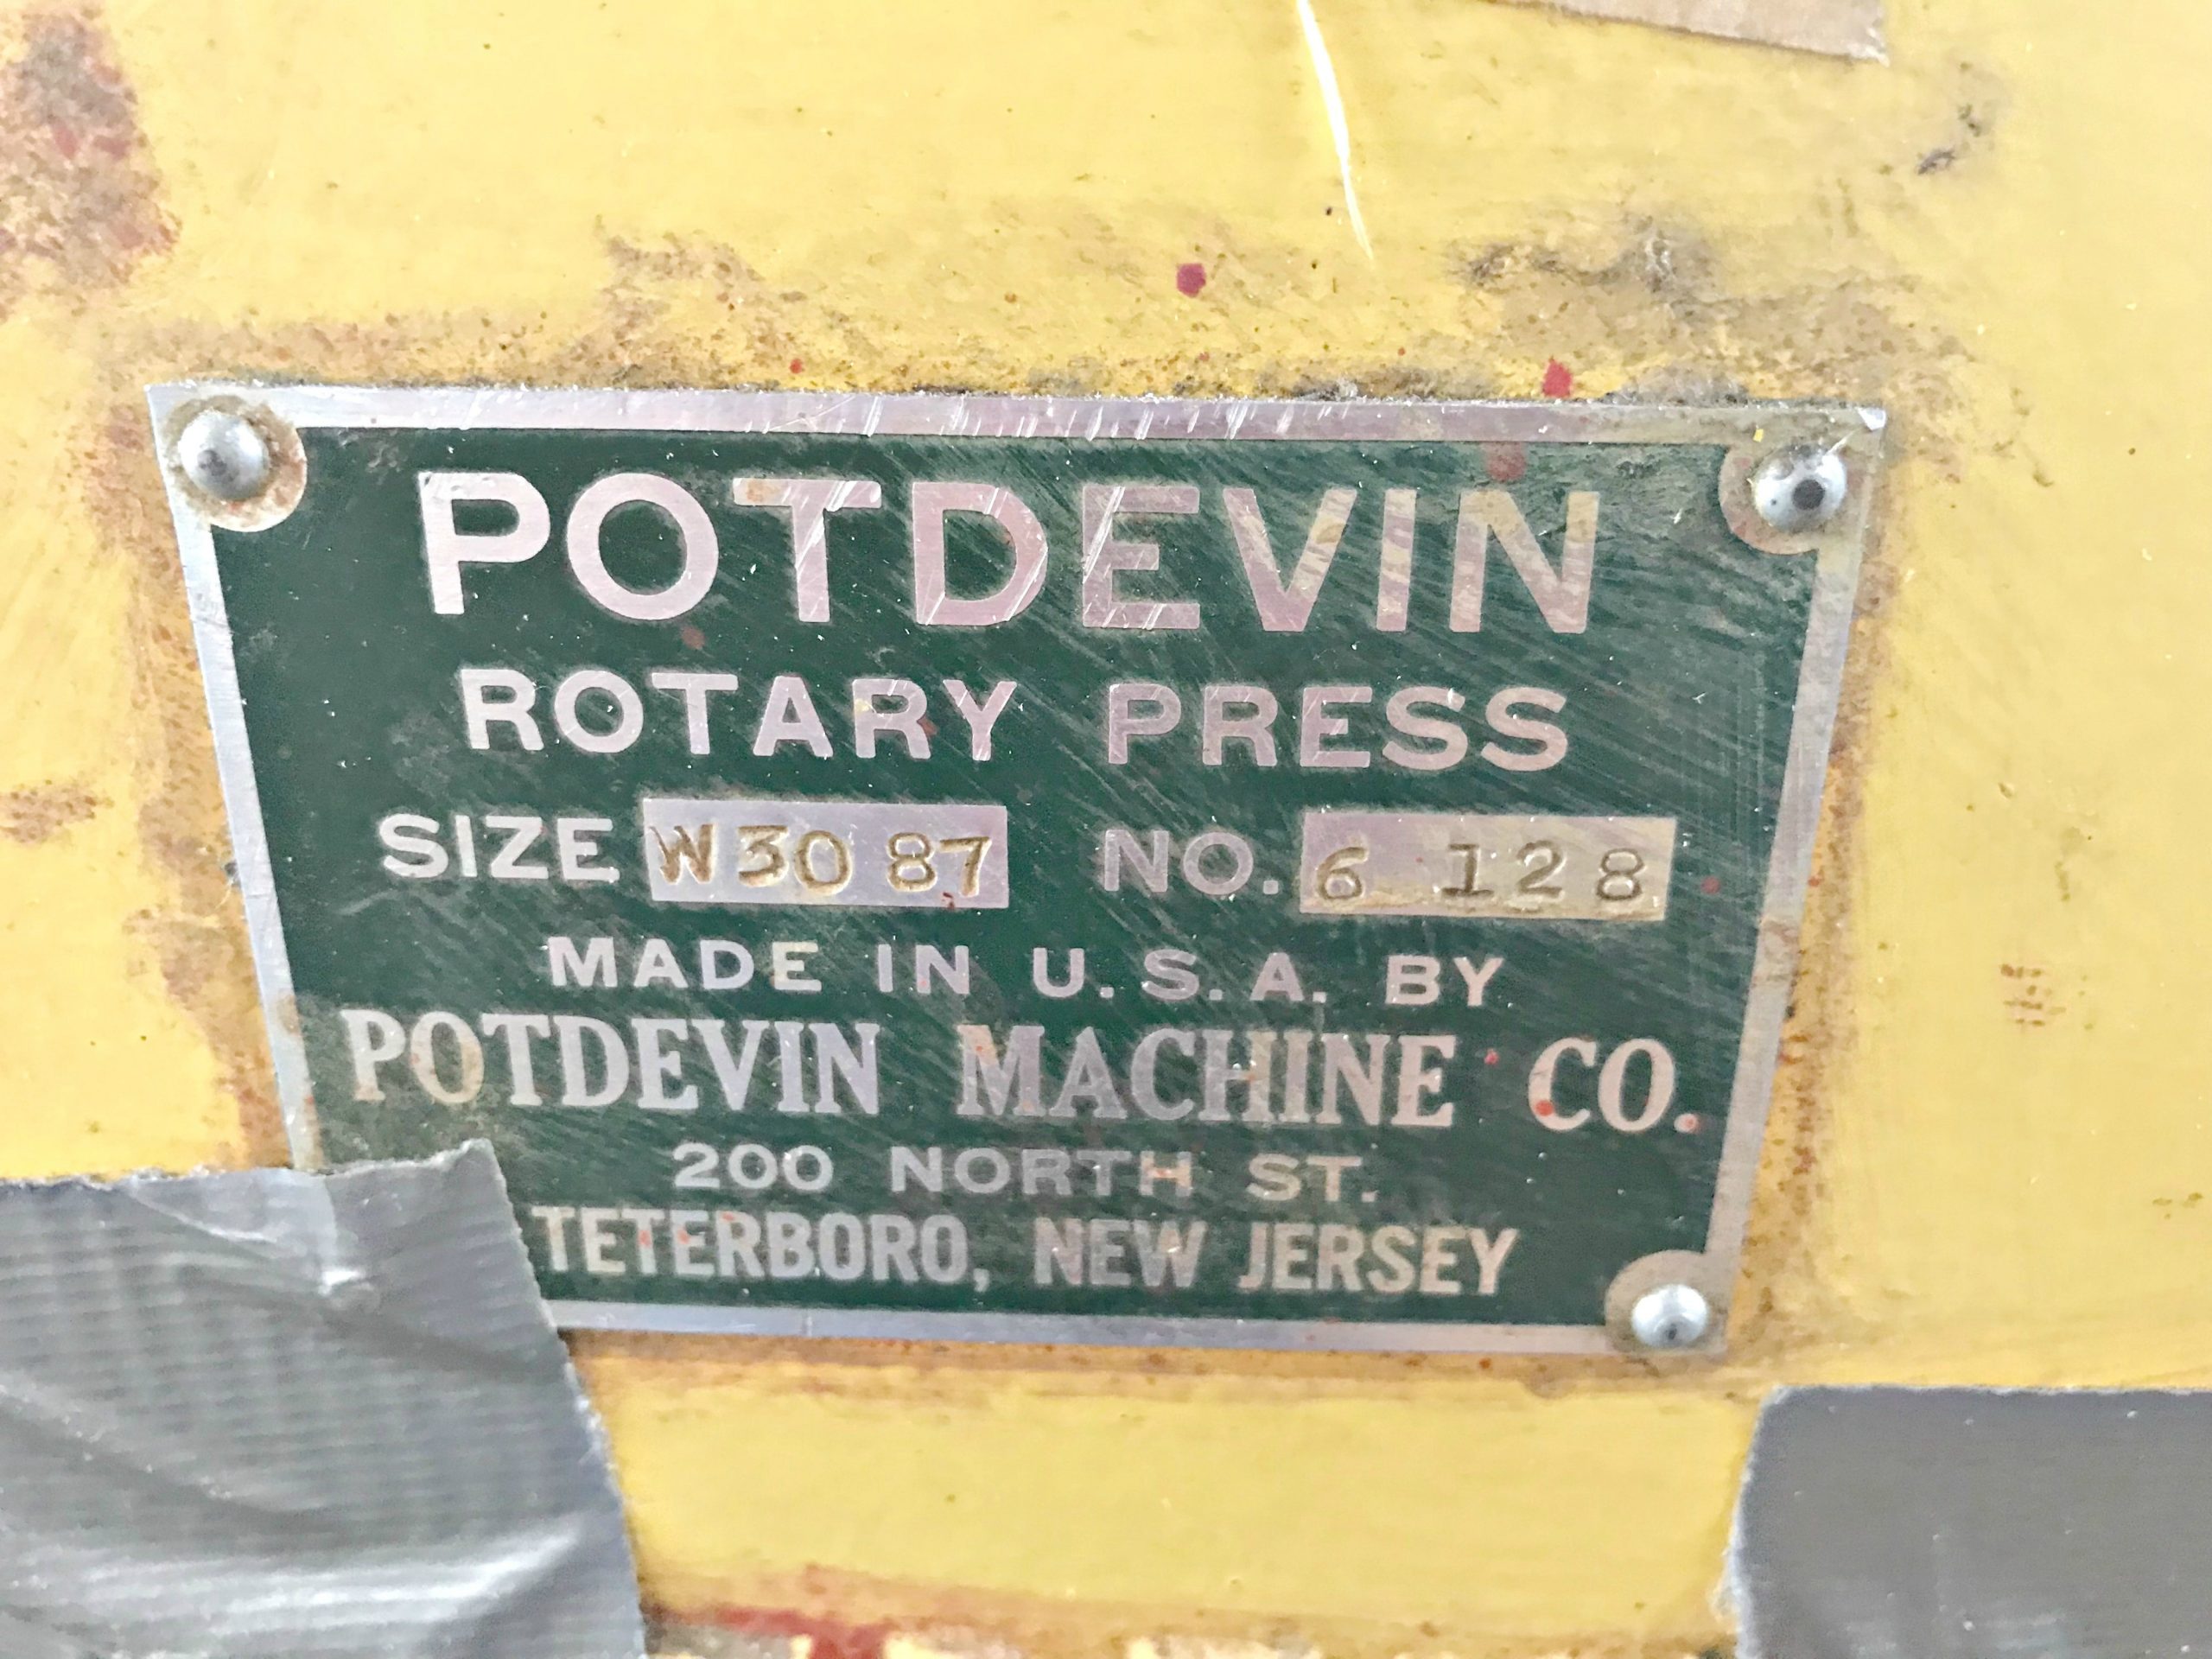 POTDEVIN
ROTARY PRESS
SIZE W30 87 NO. 6 128
MADE IN U.S.A. BY
POTDEVIN MACHINE CO.
200 NORTH ST.
TETERBORO, NEW JERSEY